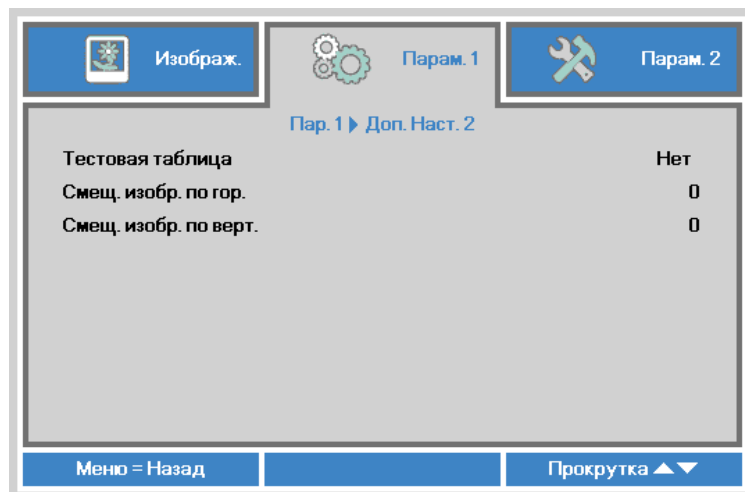 Изображ.
Парам. 1
Парам. 2
Пар. 1 ▶ Доп. Наст. 2
Тестовая таблица Нет
Смещ. изобр. по гор. 0
Смещ. изобр. по верт. 0
Меню = Назад
Прокрутка ▲▼